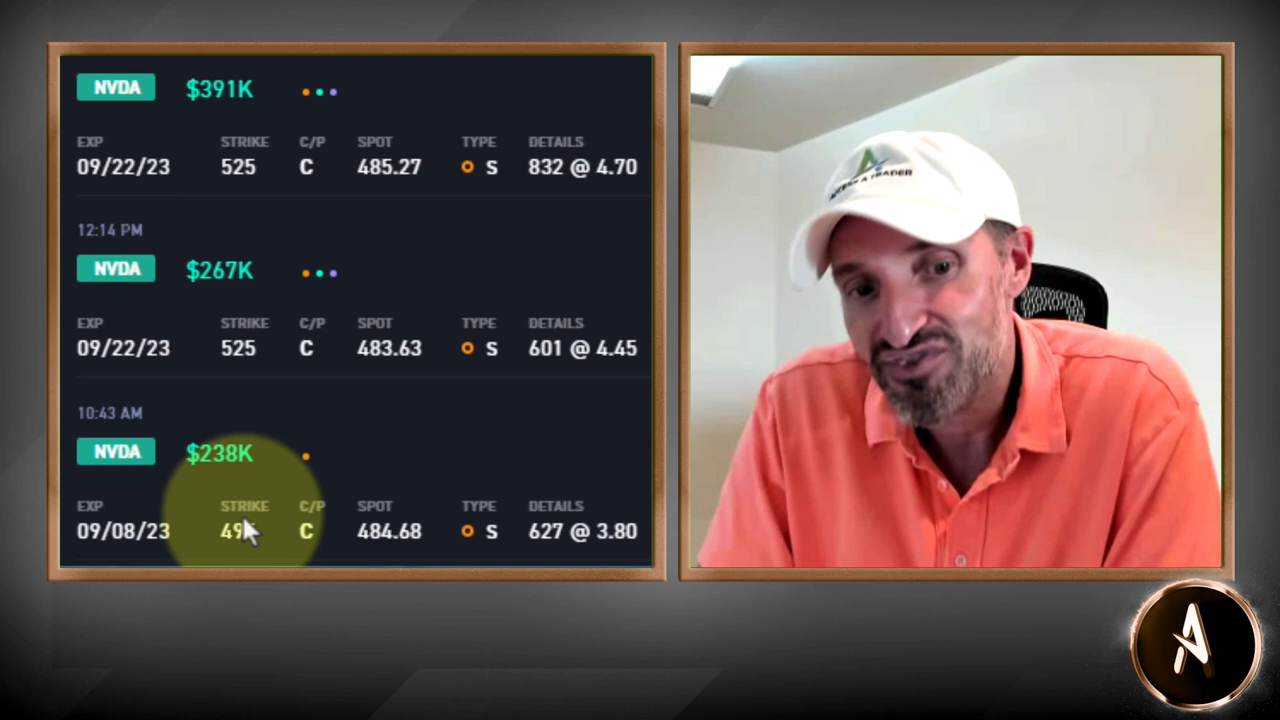 NVDA $391K
EXP STRIKE C/P SPOT TYPE DETAILS
09/22/23 525 C 485.27 S 832 @ 4.70
12:14 PM
NVDA $267K
EXP STRIKE C/P SPOT TYPE DETAILS
09/22/23 525 C 483.63 S 601 @ 4.45
10:43 AM
NVDA $238K
EXP STRIKE C/P SPOT TYPE DETAILS
09/08/23 C 484.68 S 627 @ 3.80
A TRADER